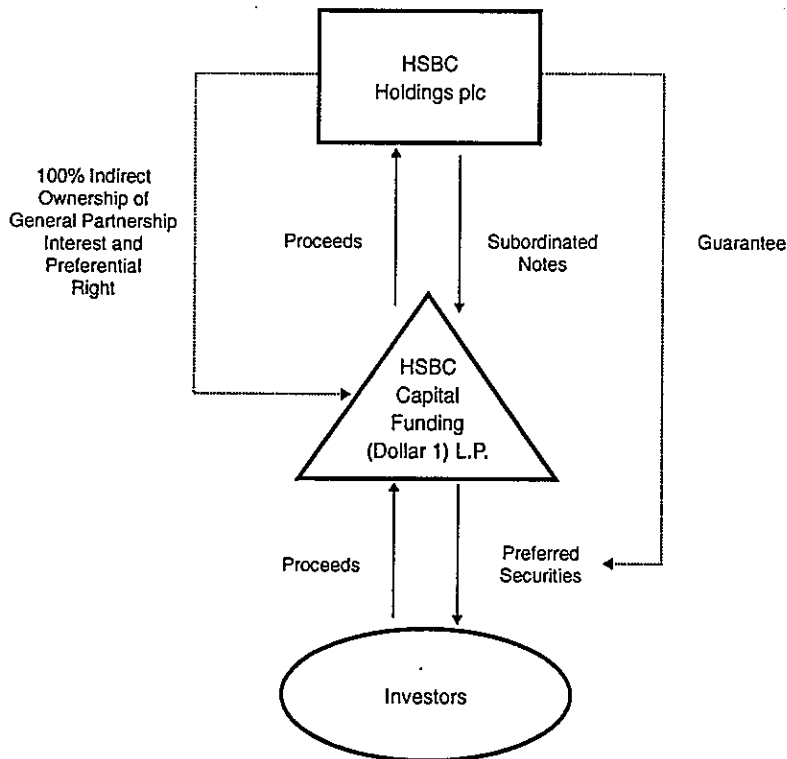 HSBC
Holdings plc
100% Indirect
Ownership of
General Partnership
Interest and
Preferential
Right
Proceeds
Subordinated
Notes
Guarantee
HSBC
Capital
Funding
(Dollar 1) L.P.
Proceeds
Preferred
Securities
Investors